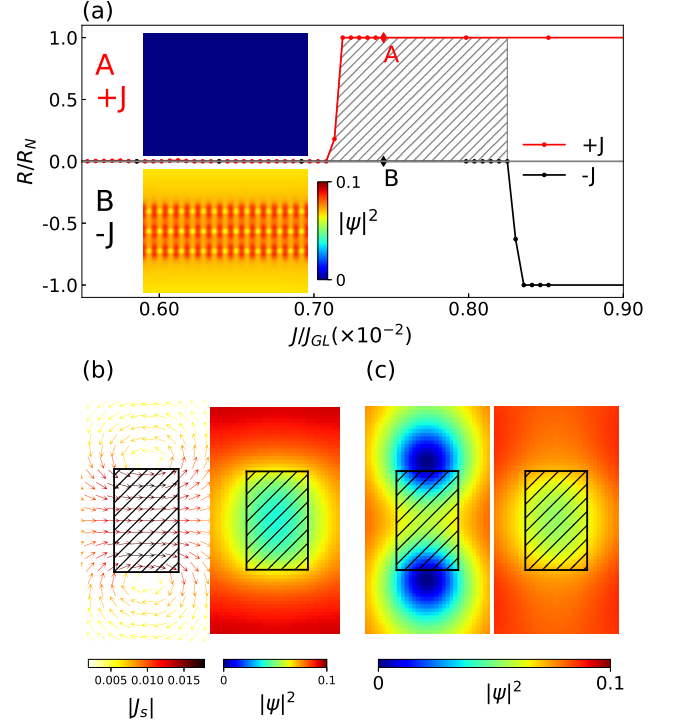 (a)
1.0
0.5
0.0
-0.5
-1.0
R/R_N
A
+J
A
B
-J
B
+J
-J
0.1
|ψ|²
0
0.60
0.70
0.80
0.90
J/J_GL(×10⁻²)
(b)
(c)
0.005
0.010
0.015
|J_s|
0
0.1
|ψ|²
0
0.1
|ψ|²